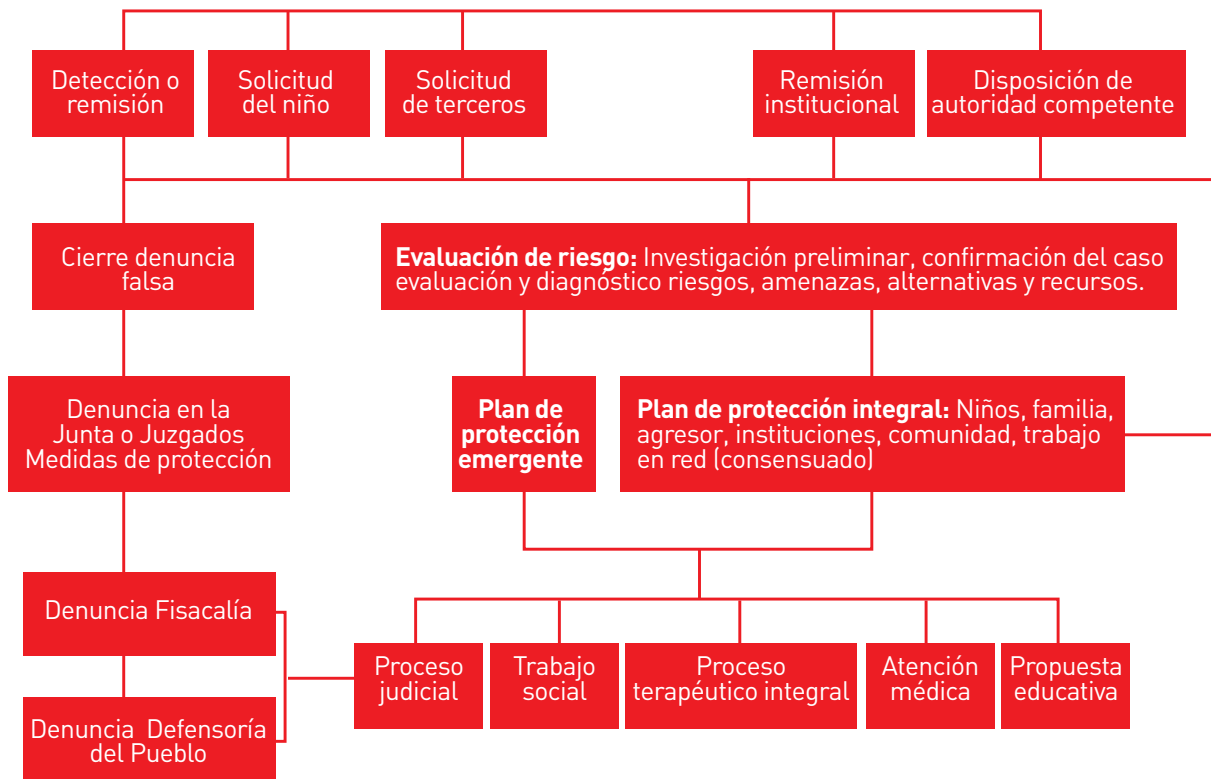 Detección o
remisión
Solicitud
del niño
Solicitud
de terceros
Remisión
institucional
Disposición de
autoridad competente
Cierre denuncia
falsa
Evaluación de riesgo: Investigación preliminar, confirmación del caso
evaluación y diagnóstico riesgos, amenazas, alternativas y recursos.
Denuncia en la
Junta o Juzgados
Medidas de protección
Plan de
protección
emergente
Plan de protección integral: Niños, familia,
agresor, instituciones, comunidad, trabajo
en red (consensuado)
Denuncia Fisacalía
Denuncia Defensoría
del Pueblo
Proceso
judicial
Trabajo
social
Proceso
terapéutico integral
Atención
médica
Propuesta
educativa